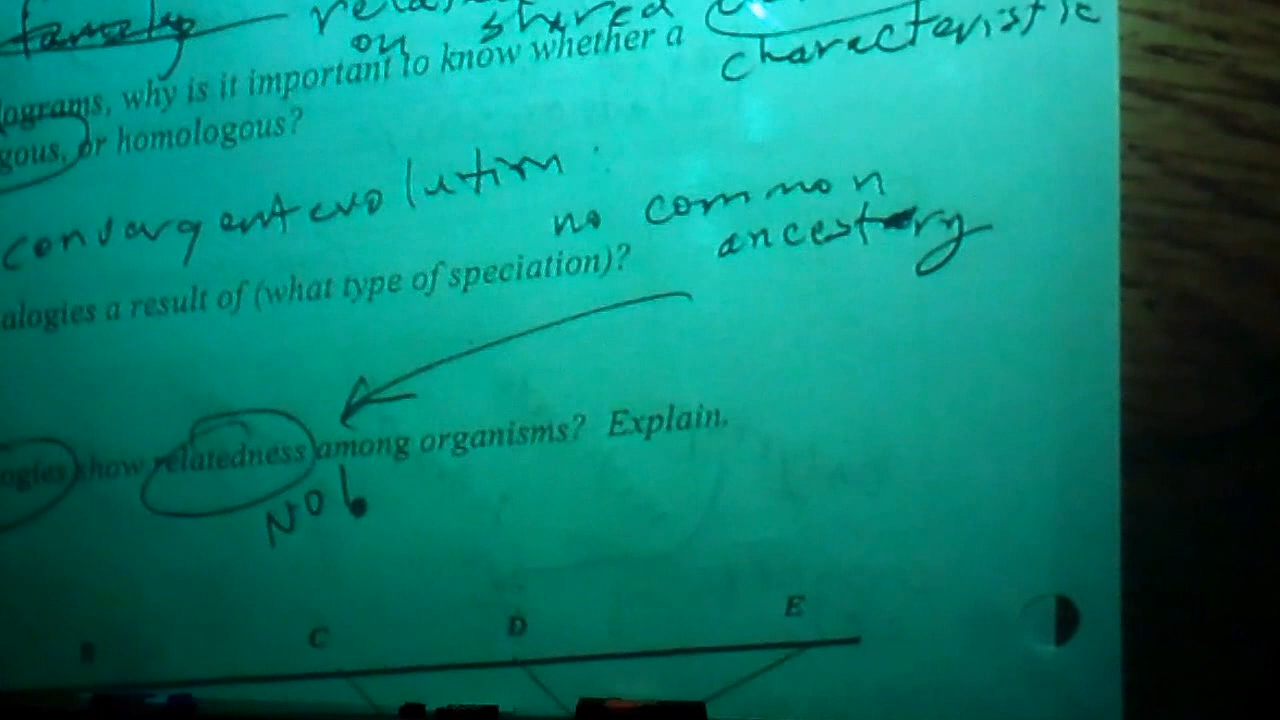 family
on shared
characteristic
lograms, why is it important to know whether a
gous, or homologous?
convergent evolution:
no common
ancestry
alogies a result of (what type of speciation)?
ogies show relatedness among organisms? Explain.
No!
B C D E